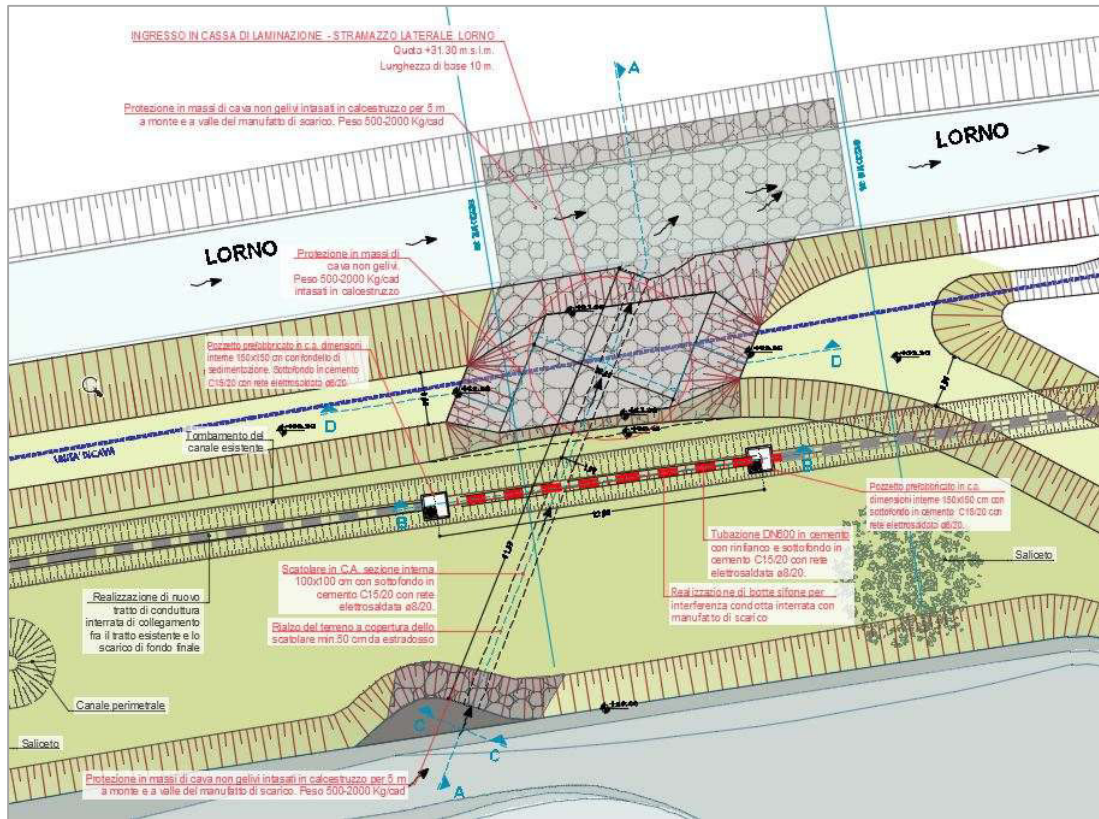 INGRESSO IN CASSA DI LAMINAZIONE - STRAMAZZO LATERALE LORNO
Quota +31.30 m s.l.m.
Lunghezza di base 10 m.
A
Protezione in massi di cava non gelivi intasati in calcestruzzo per 5 m
a monte e a valle del manufatto di scarico. Peso 500-2000 Kg/cad
LORNO
LORNO
Protezione in massi di
cava non gelivi.
Peso 500-2000 Kg/cad
intasati in calcestruzzo
Pozzetto prefabbricato in c.a. dimensioni
interne 150x150 cm con fondello di
sedimentazione. Sottofondo in cemento
C15/20 con rete elettrosaldata ø8/20.
D
D
Tombamento del
canale esistente
B
B
Pozzetto prefabbricato in c.a.
dimensioni interne 150x150 cm con
sottofondo in cemento C15/20 con
rete elettrosaldata ø8/20.
Tubazione DN800 in cemento
con rinfianco e sottofondo in
cemento C15/20 con rete
elettrosaldata ø8/20.
Saliceto
Scatolare in C.A. sezione interna
100x100 cm con sottofondo in
cemento C15/20 con rete
elettrosaldata ø8/20.
Realizzazione di botte sifone per
interferenza condotta interrata con
manufatto di scarico
Realizzazione di nuovo
tratto di conduttura
interrata di collegamento
fra il tratto esistente e lo
scarico di fondo finale
Rialzo del terreno a copertura dello
scatolare min.50 cm da estradosso
Canale perimetrale
Saliceto
C
C
Protezione in massi di cava non gelivi intasati in calcestruzzo per 5 m
a monte e a valle del manufatto di scarico. Peso 500-2000 Kg/cad
A